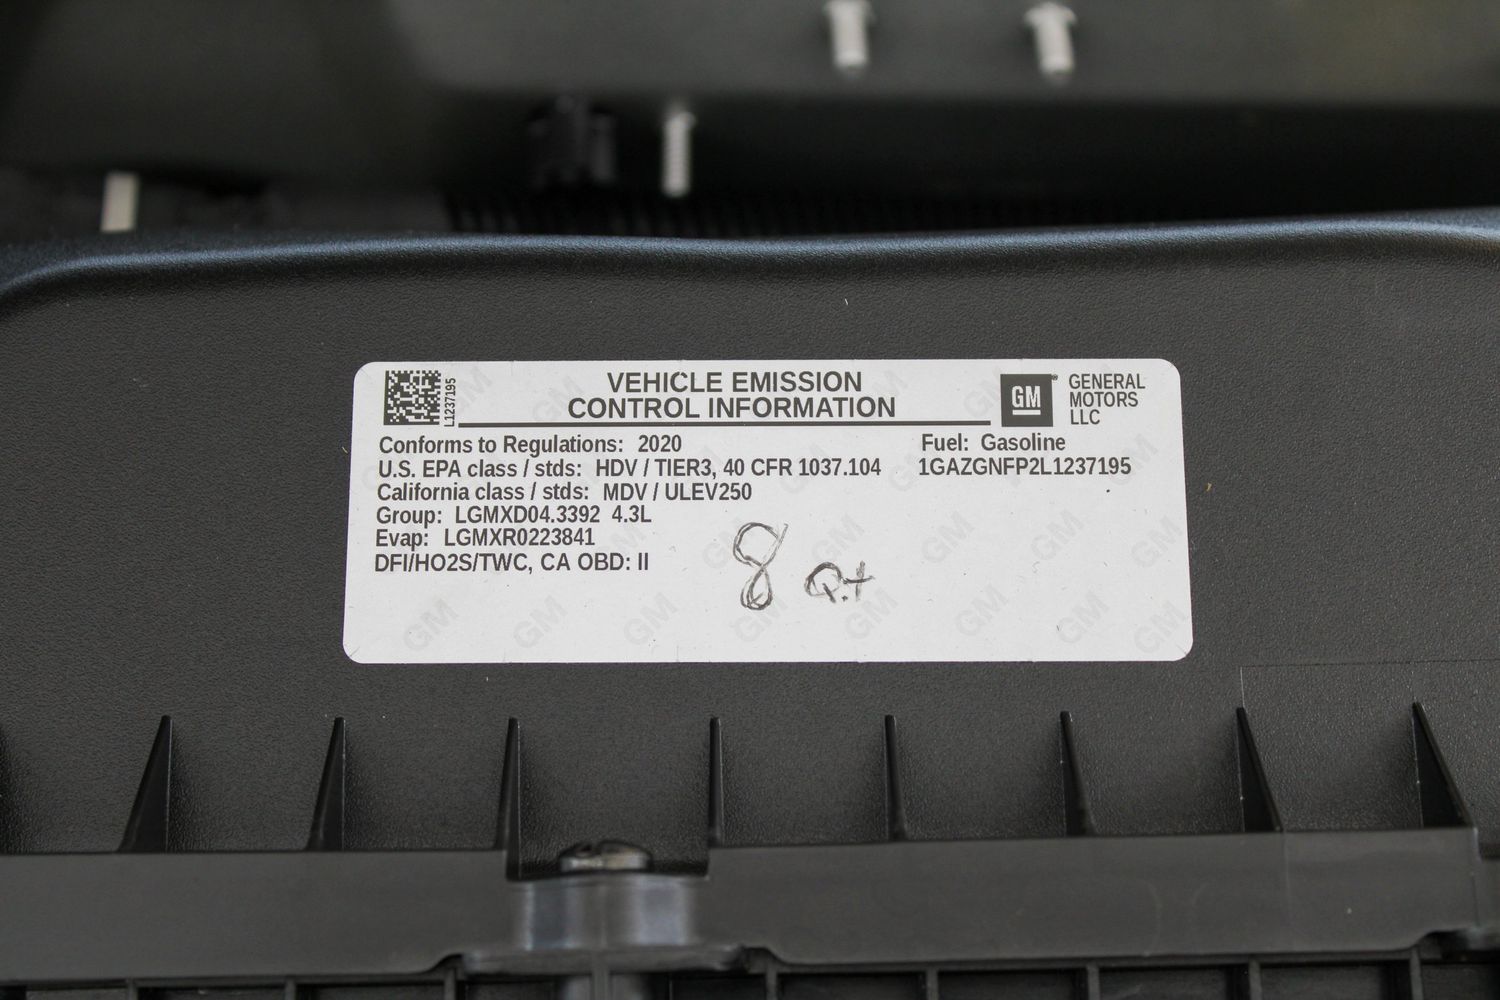 L1237195
VEHICLE EMISSION
CONTROL INFORMATION
GM
GENERAL
MOTORS
LLC
Conforms to Regulations: 2020
Fuel: Gasoline
U.S. EPA class / stds: HDV / TIER3, 40 CFR 1037.104
1GAZGNFP2L1237195
California class / stds: MDV / ULEV250
Group: LGMXD04.3392 4.3L
Evap: LGMXR0223841
DFI/HO2S/TWC, CA OBD: II
8 Q.t